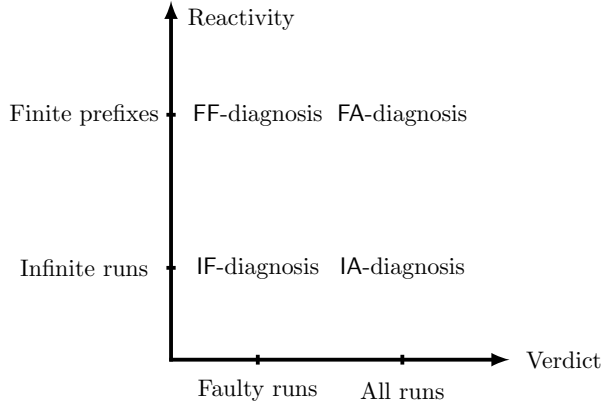 Reactivity
Finite prefixes FF-diagnosis FA-diagnosis
Infinite runs IF-diagnosis IA-diagnosis
Verdict
Faulty runs All runs